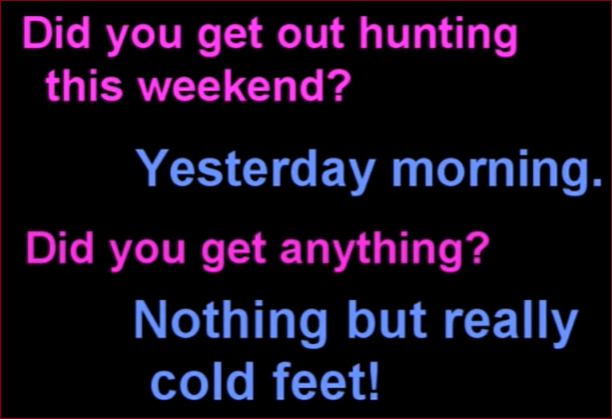 Did you get out hunting
this weekend?
Yesterday morning.
Did you get anything?
Nothing but really
cold feet!